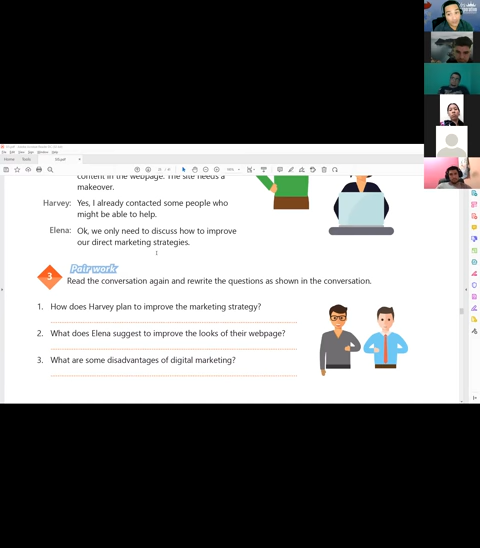 Home Tools
content in the webpage. The site needs a
makeover.
Harvey: Yes, I already contacted some people who
might be able to help.
Elena: Ok, we only need to discuss how to improve
our direct marketing strategies.
3 Pair work
Read the conversation again and rewrite the questions as shown in the conversation.
1. How does Harvey plan to improve the marketing strategy?
2. What does Elena suggest to improve the looks of their webpage?
3. What are some disadvantages of digital marketing?